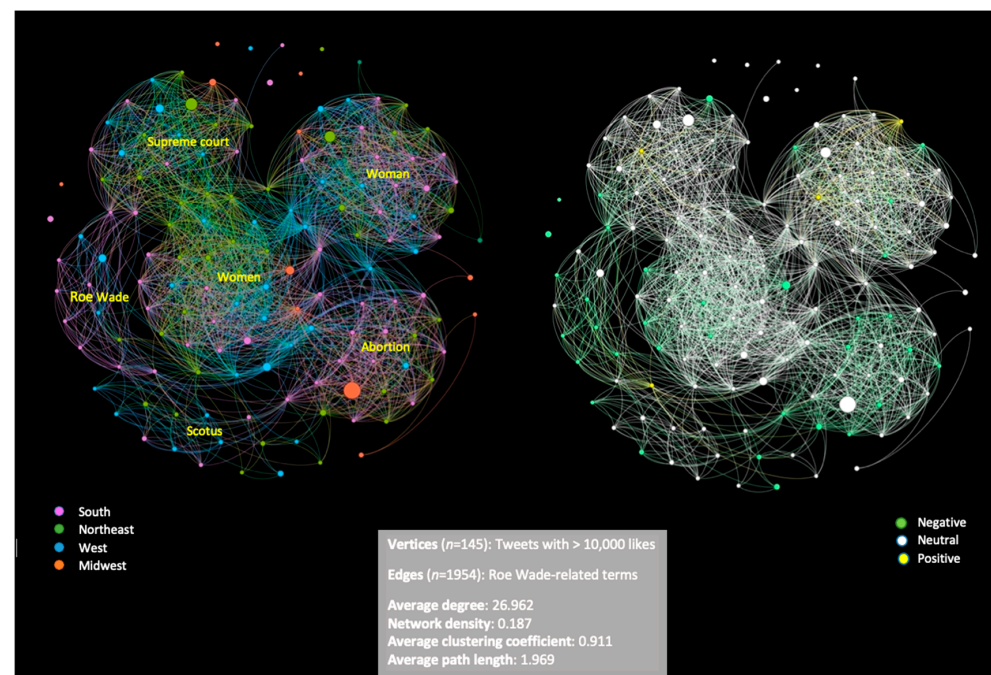 Supreme court
Woman
Women
Roe Wade
Abortion
Scotus
South
Northeast
West
Midwest
Negative
Neutral
Positive
Vertices (n=145): Tweets with > 10,000 likes
Edges (n=1954): Roe Wade-related terms
Average degree: 26.962
Network density: 0.187
Average clustering coefficient: 0.911
Average path length: 1.969